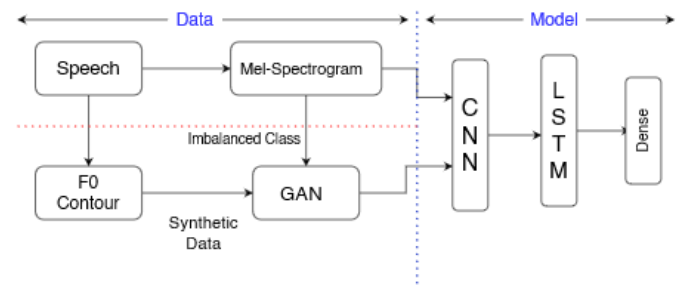 Data
Model
Speech
Mel-Spectrogram
Imbalanced Class
F0
Contour
GAN
Synthetic
Data
C
N
N
L
S
T
M
Dense